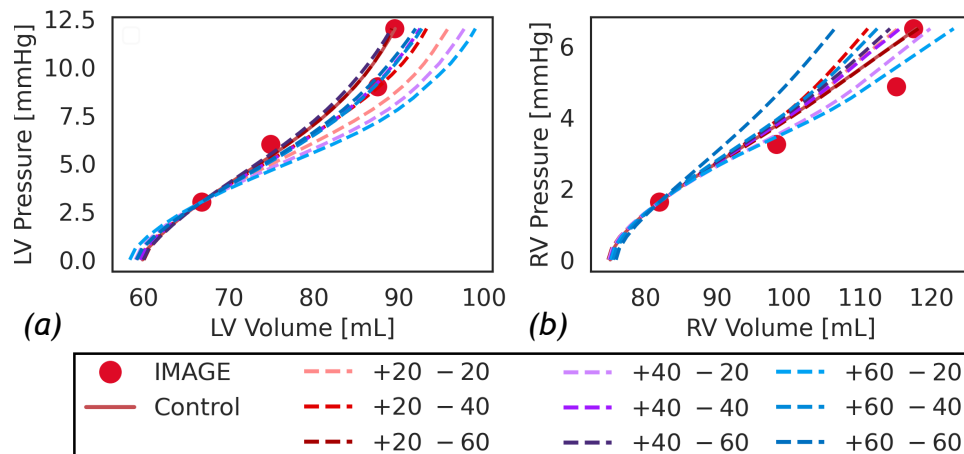 12.5
10.0
7.5
5.0
2.5
0.0
LV Pressure [mmHg]
60 70 80 90 100
LV Volume [mL]
(a)
6
4
2
0
RV Pressure [mmHg]
80 90 100 110 120
RV Volume [mL]
(b)
IMAGE
Control
+20 − 20
+20 − 40
+20 − 60
+40 − 20
+40 − 40
+40 − 60
+60 − 20
+60 − 40
+60 − 60